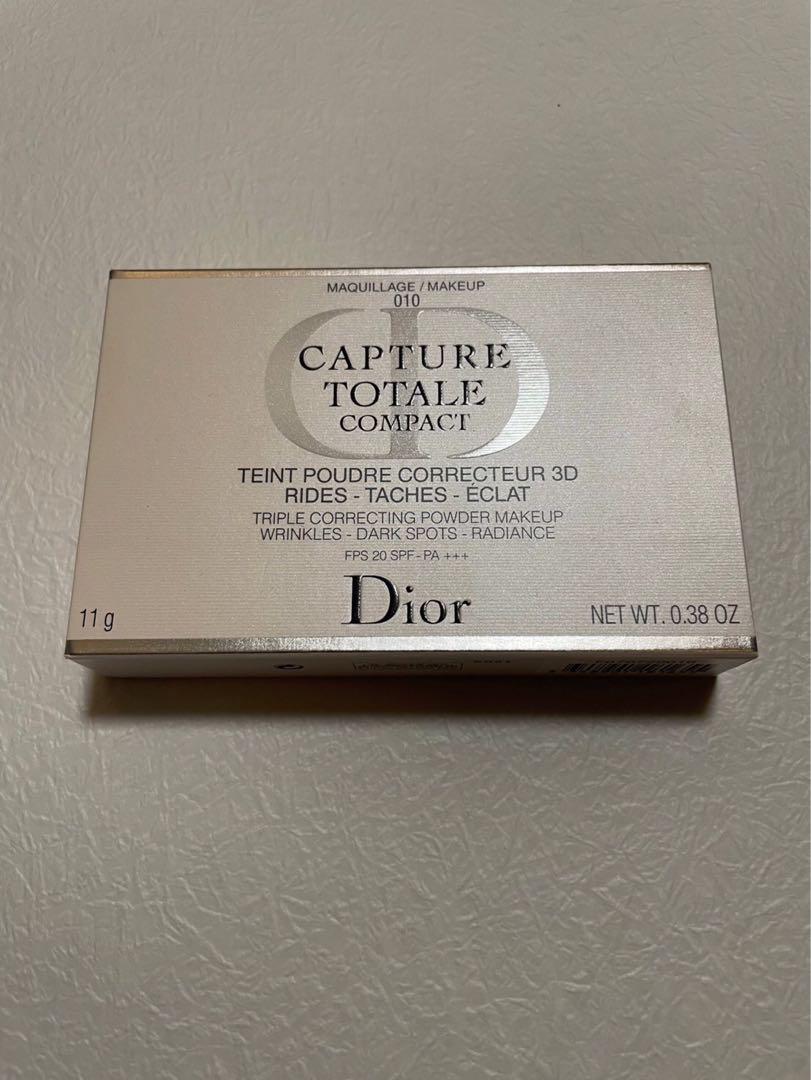 MAQUILLAGE / MAKEUP
010
CAPTURE
TOTALE
COMPACT
TEINT POUDRE CORRECTEUR 3D
RIDES - TACHES - ÉCLAT
TRIPLE CORRECTING POWDER MAKEUP
WRINKLES - DARK SPOTS - RADIANCE
FPS 20 SPF - PA +++
Dior
11 g
NET WT. 0.38 OZ